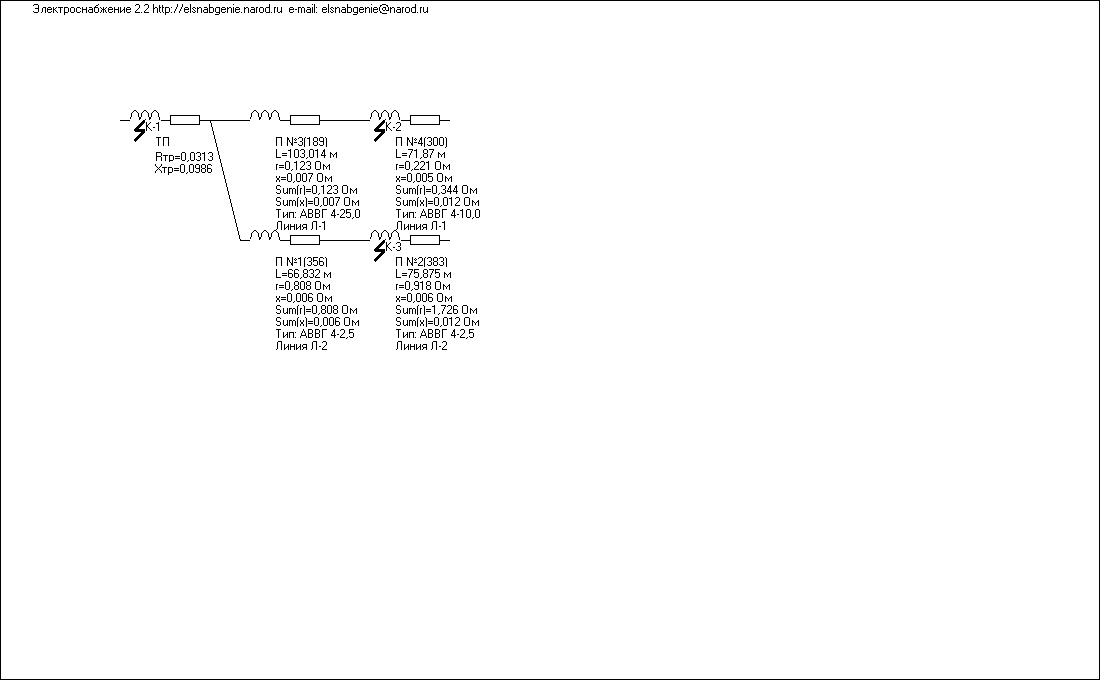 Электроснабжение 2.2 http://elsnabgenie.narod.ru e-mail: elsnabgenie@narod.ru
К-1
ТП
Rтр=0,0313
Xтр=0,0986
П №3(189)
L=103,014 м
r=0,123 Ом
x=0,007 Ом
Sum(r)=0,123 Ом
Sum(x)=0,007 Ом
Тип: АВВГ 4-25,0
Линия Л-1
К-2
П №4(300)
L=71,87 м
r=0,221 Ом
x=0,005 Ом
Sum(r)=0,344 Ом
Sum(x)=0,012 Ом
Тип: АВВГ 4-10,0
Линия Л-1
П №1(356)
L=66,832 м
r=0,808 Ом
x=0,006 Ом
Sum(r)=0,808 Ом
Sum(x)=0,006 Ом
Тип: АВВГ 4-2,5
Линия Л-2
К-3
П №2(383)
L=75,875 м
r=0,918 Ом
x=0,006 Ом
Sum(r)=1,726 Ом
Sum(x)=0,012 Ом
Тип: АВВГ 4-2,5
Линия Л-2